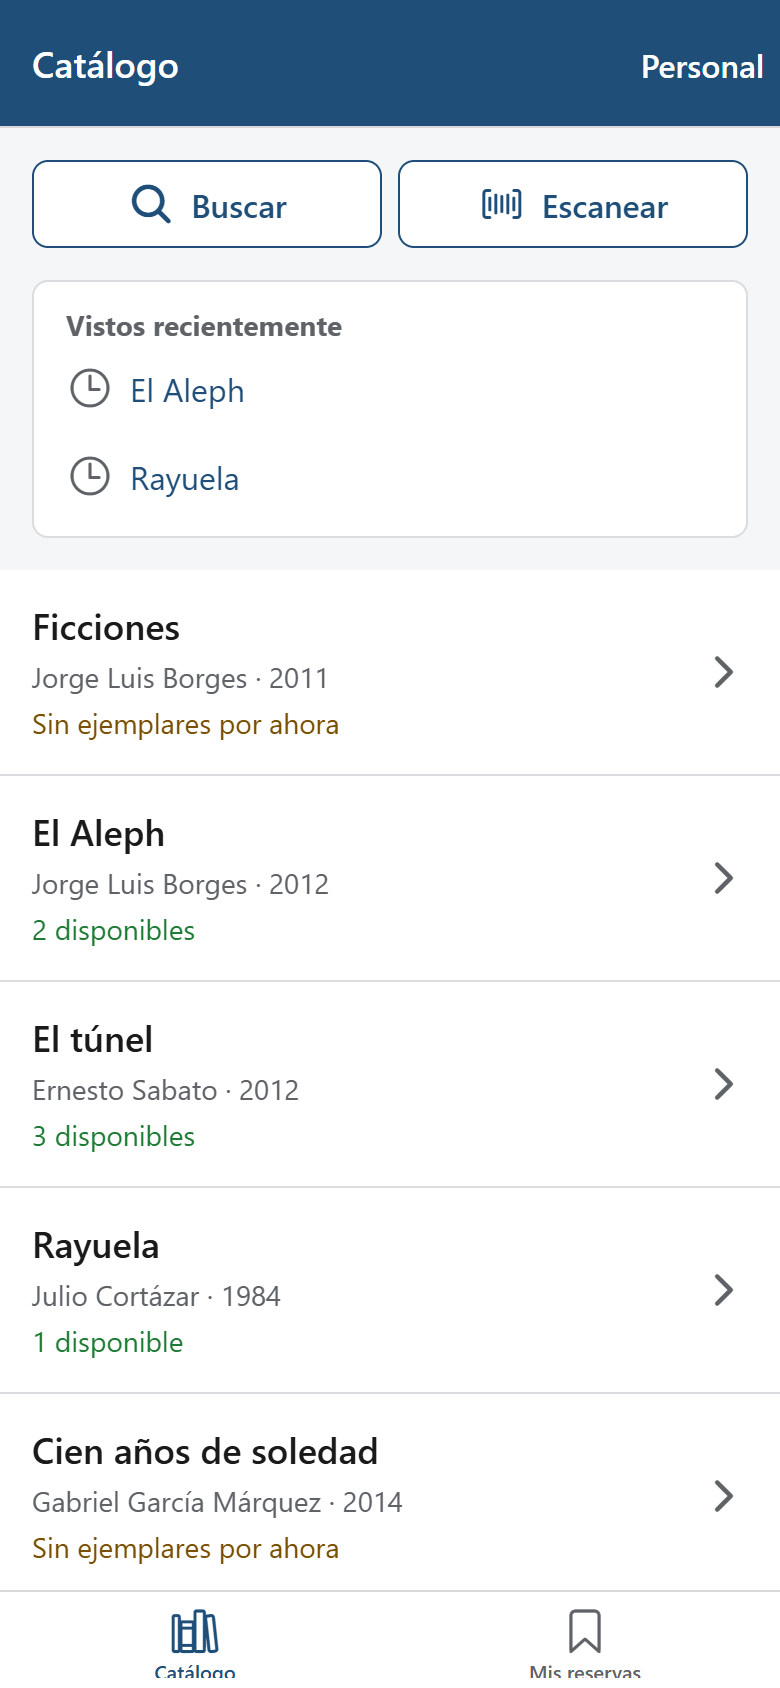 Catálogo
Personal
Buscar
Escanear
Vistos recientemente
El Aleph
Rayuela
Ficciones
Jorge Luis Borges · 2011
Sin ejemplares por ahora
El Aleph
Jorge Luis Borges · 2012
2 disponibles
El túnel
Ernesto Sabato · 2012
3 disponibles
Rayuela
Julio Cortázar · 1984
1 disponible
Cien años de soledad
Gabriel García Márquez · 2014
Sin ejemplares por ahora
Catálogo
Mis reservas